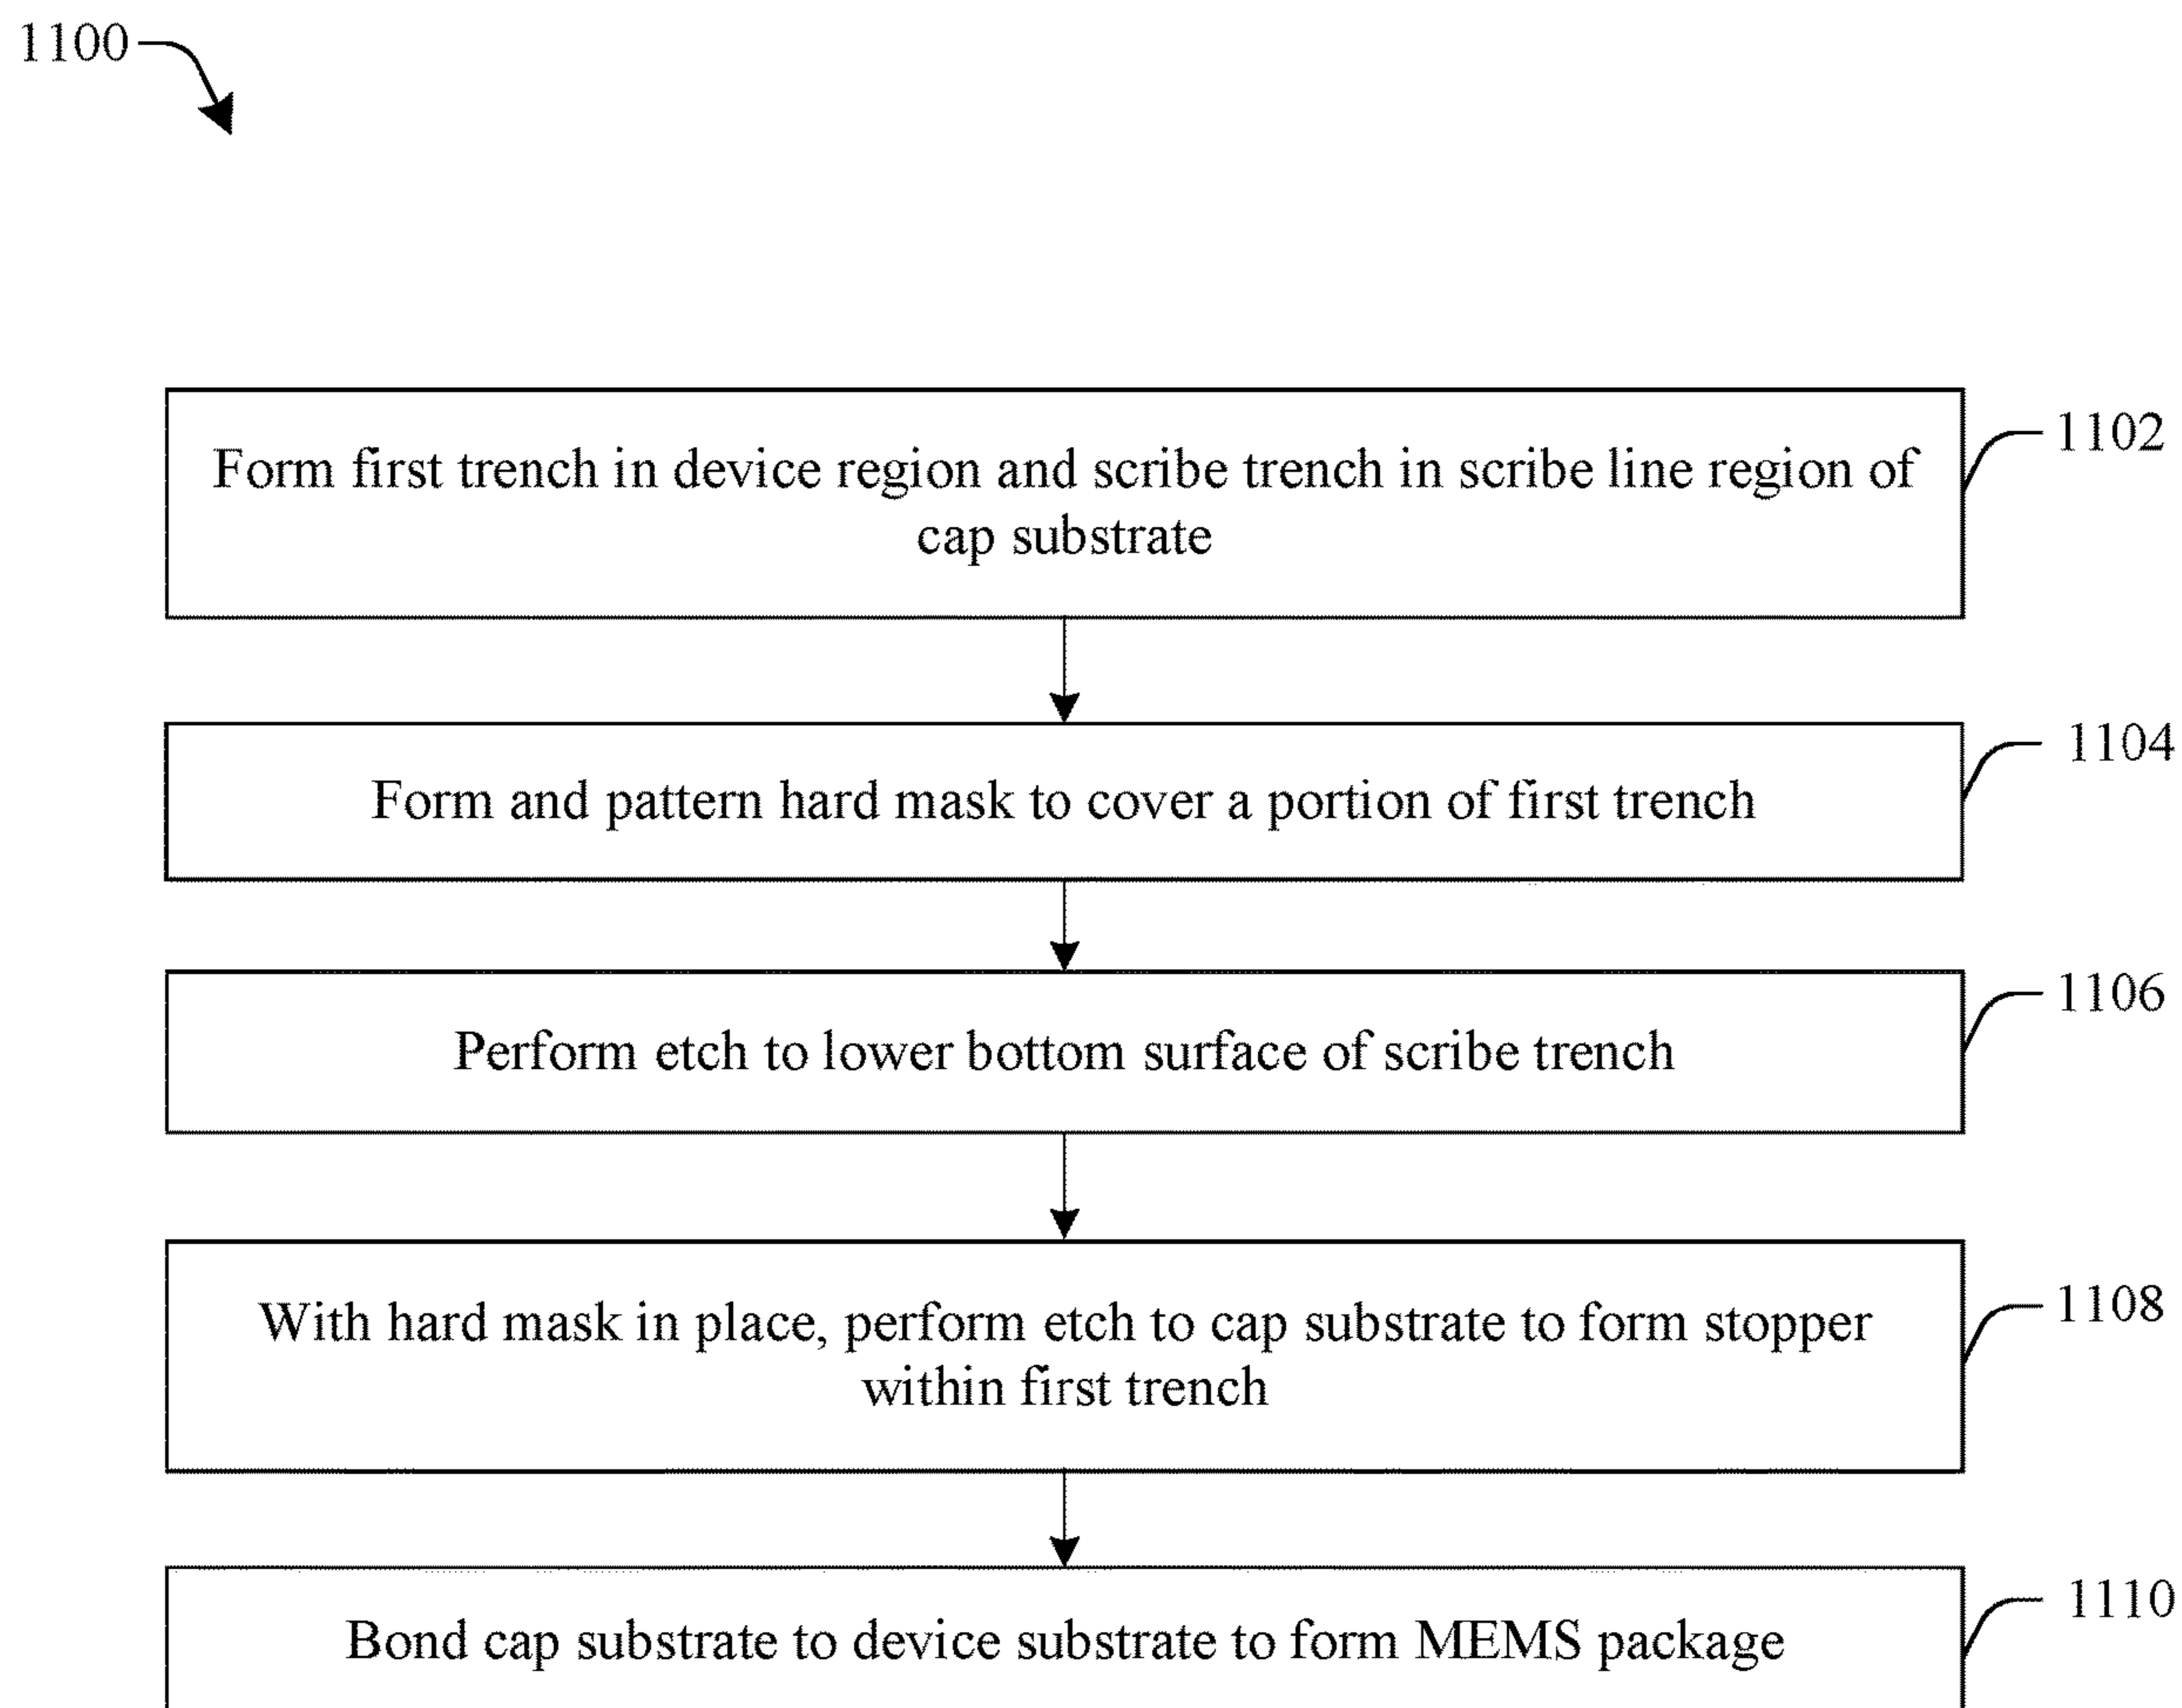 1100
Form first trench in device region and scribe trench in scribe line region of
cap substrate
1102
Form and pattern hard mask to cover a portion of first trench
1104
Perform etch to lower bottom surface of scribe trench
1106
With hard mask in place, perform etch to cap substrate to form stopper
within first trench
1108
Bond cap substrate to device substrate to form MEMS package
1110